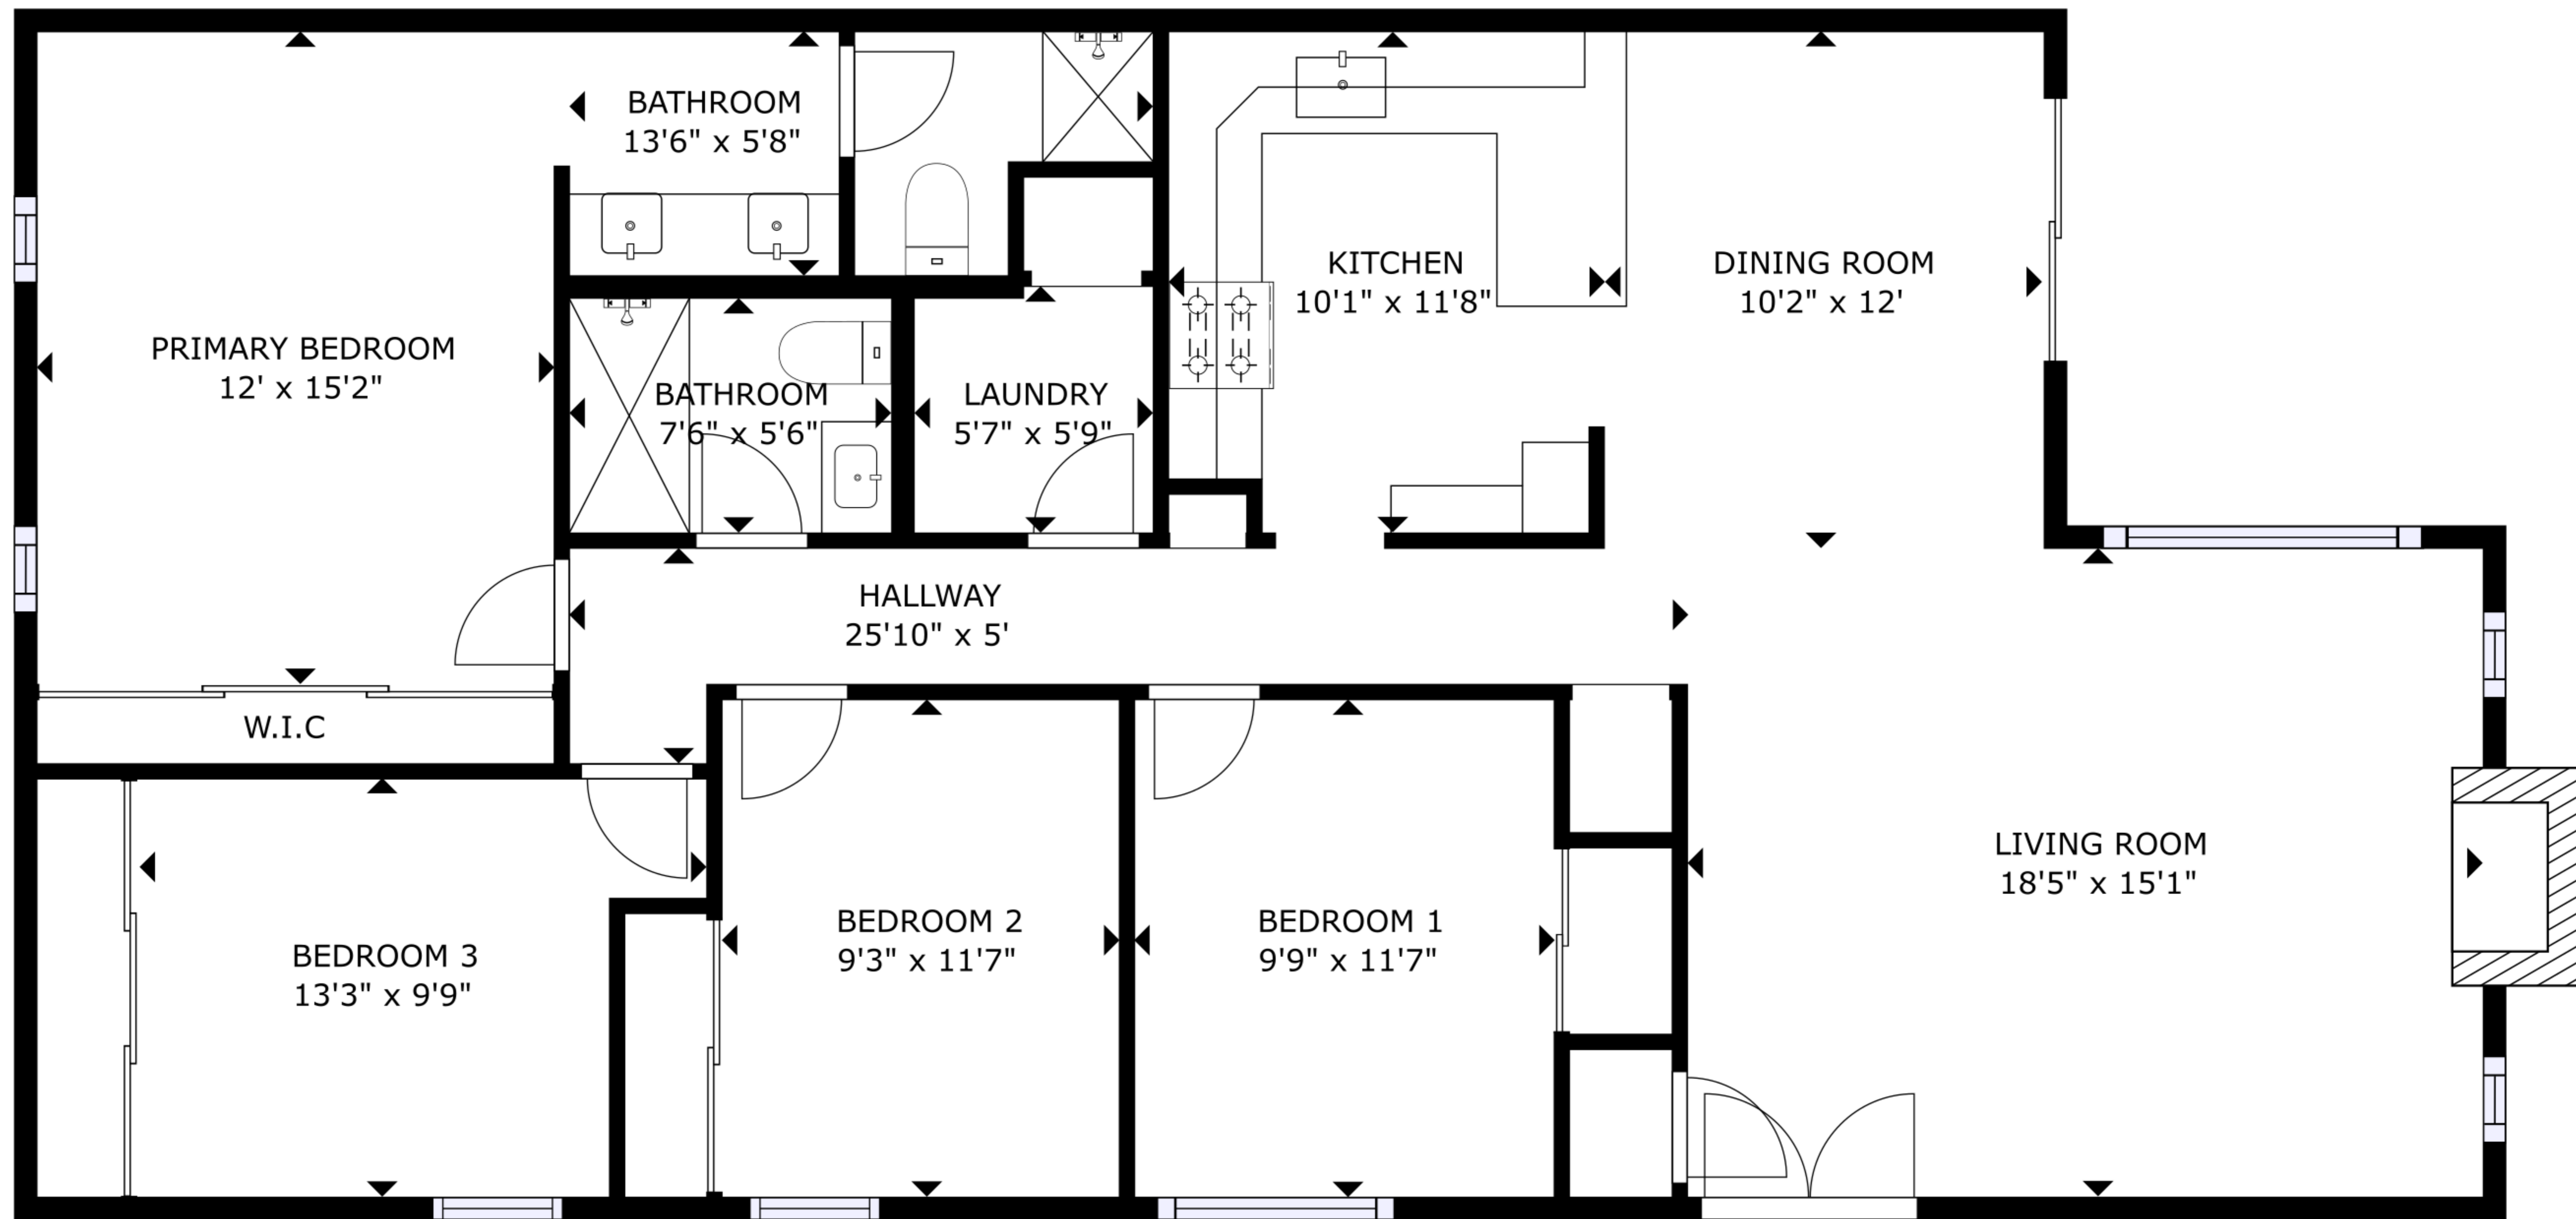 BATHROOM
13'6" x 5'8"
KITCHEN
10'1" x 11'8"
DINING ROOM
10'2" x 12'
PRIMARY BEDROOM
12' x 15'2"
BATHROOM
7'6" x 5'6"
LAUNDRY
5'7" x 5'9"
HALLWAY
25'10" x 5'
W.I.C
LIVING ROOM
18'5" x 15'1"
BEDROOM 3
13'3" x 9'9"
BEDROOM 2
9'3" x 11'7"
BEDROOM 1
9'9" x 11'7"